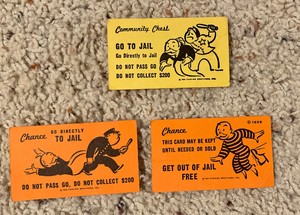 Community Chest
GO TO JAIL
Go Directly to Jail
DO NOT PASS GO
DO NOT COLLECT $200
Chance
GO DIRECTLY
TO JAIL
DO NOT PASS GO, DO NOT COLLECT $200
Chance
THIS CARD MAY BE KEPT
UNTIL NEEDED OR SOLD
GET OUT OF JAIL
FREE